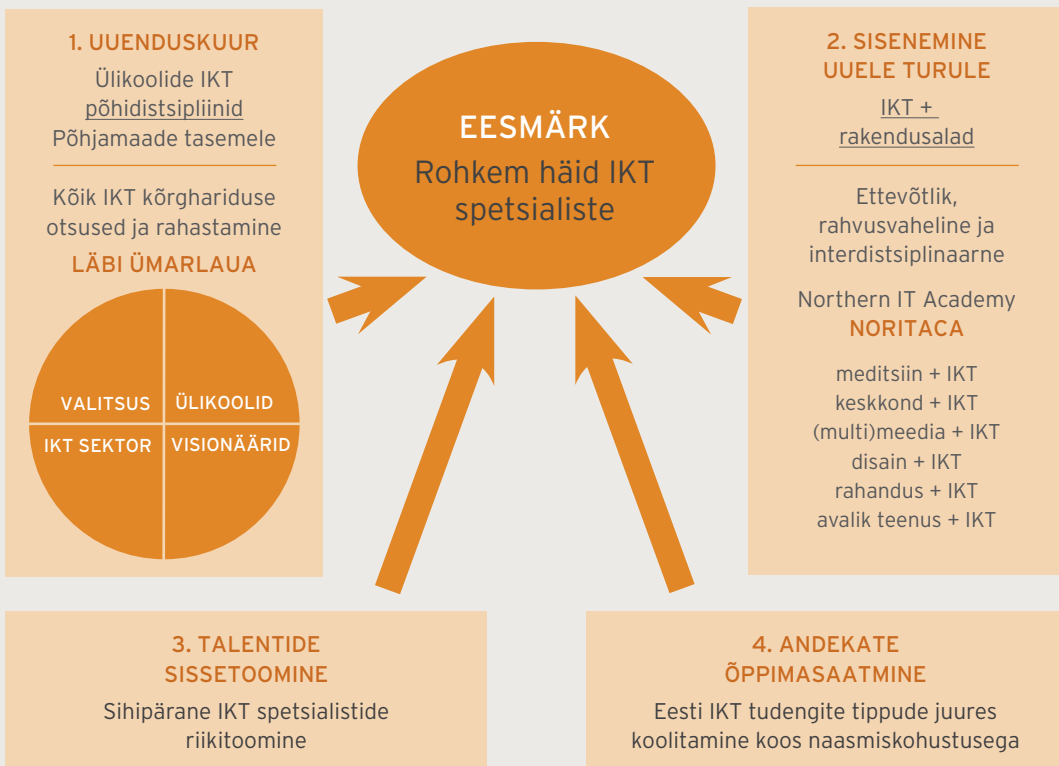 1. UUENDUSKUUR
Ülikoolide IKT
põhidistsipliinid
Põhjamaade tasemele
Kõik IKT kõrghariduse
otsused ja rahastamine
LÄBI ÜMARLAUA
VALITSUS
ÜLIKOOLID
IKT SEKTOR
VISIONÄÄRID
EESMÄRK
Rohkem häid IKT
spetsialiste
2. SISENEMINE
UUELE TURULE
IKT +
rakendusalad
Ettevõtlik,
rahvusvaheline ja
interdistsiplinaarne
Northern IT Academy
NORITACA
meditsiin + IKT
keskkond + IKT
(multi)meedia + IKT
disain + IKT
rahandus + IKT
avalik teenus + IKT
3. TALENTIDE
SISSETOOMINE
Sihipärane IKT spetsialistide
riikitoomine
4. ANDEKATE
ÕPPIMASAATMINE
Eesti IKT tudengite tippude juures
koolitamine koos naasmiskohustusega